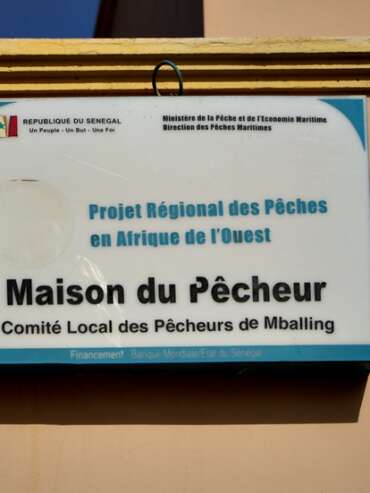 REPUBLIQUE DU SENEGAL
Un Peuple - Un But - Une Foi
Ministère de la Pêche et de l'Economie Maritime
Direction des Pêches Maritimes
Projet Régional des Pêches
en Afrique de l'Ouest
Maison du Pêcheur
Comité Local des Pêcheurs de Mballing
Financement Banque Mondiale/Etat du Sénégal